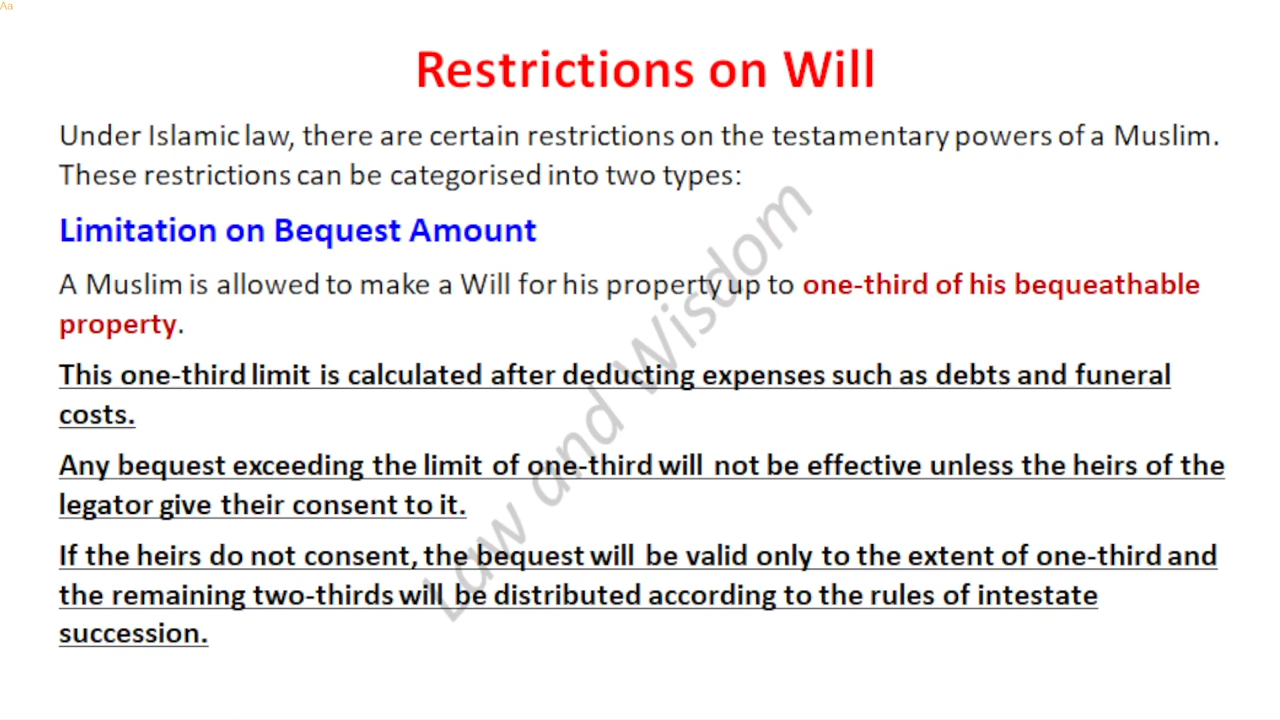 Aa
Restrictions on Will
Under Islamic law, there are certain restrictions on the testamentary powers of a Muslim.
These restrictions can be categorised into two types:
Limitation on Bequest Amount
A Muslim is allowed to make a Will for his property up to one-third of his bequeathable
property.
This one-third limit is calculated after deducting expenses such as debts and funeral
costs.
Any bequest exceeding the limit of one-third will not be effective unless the heirs of the
legator give their consent to it.
If the heirs do not consent, the bequest will be valid only to the extent of one-third and
the remaining two-thirds will be distributed according to the rules of intestate
succession.
Law and Wisdom